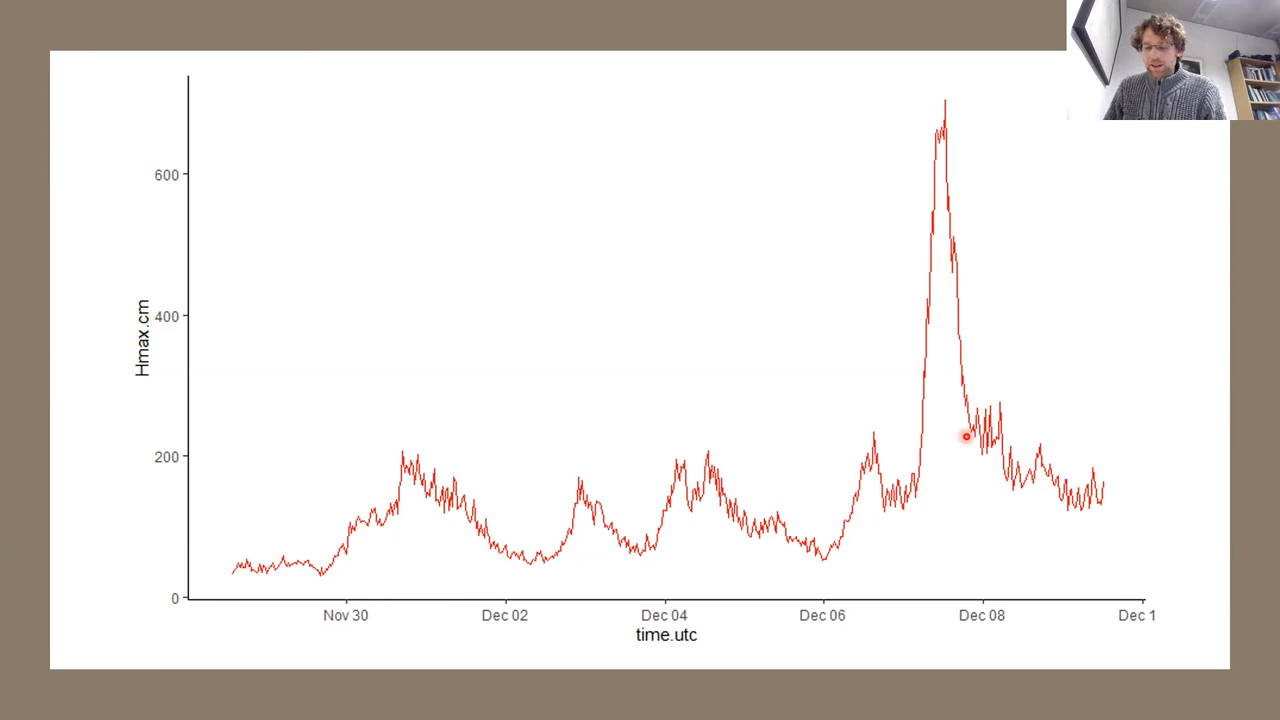 600
400
200
0
Hmax.cm
Nov 30
Dec 02
Dec 04
Dec 06
Dec 08
Dec 1
time.utc